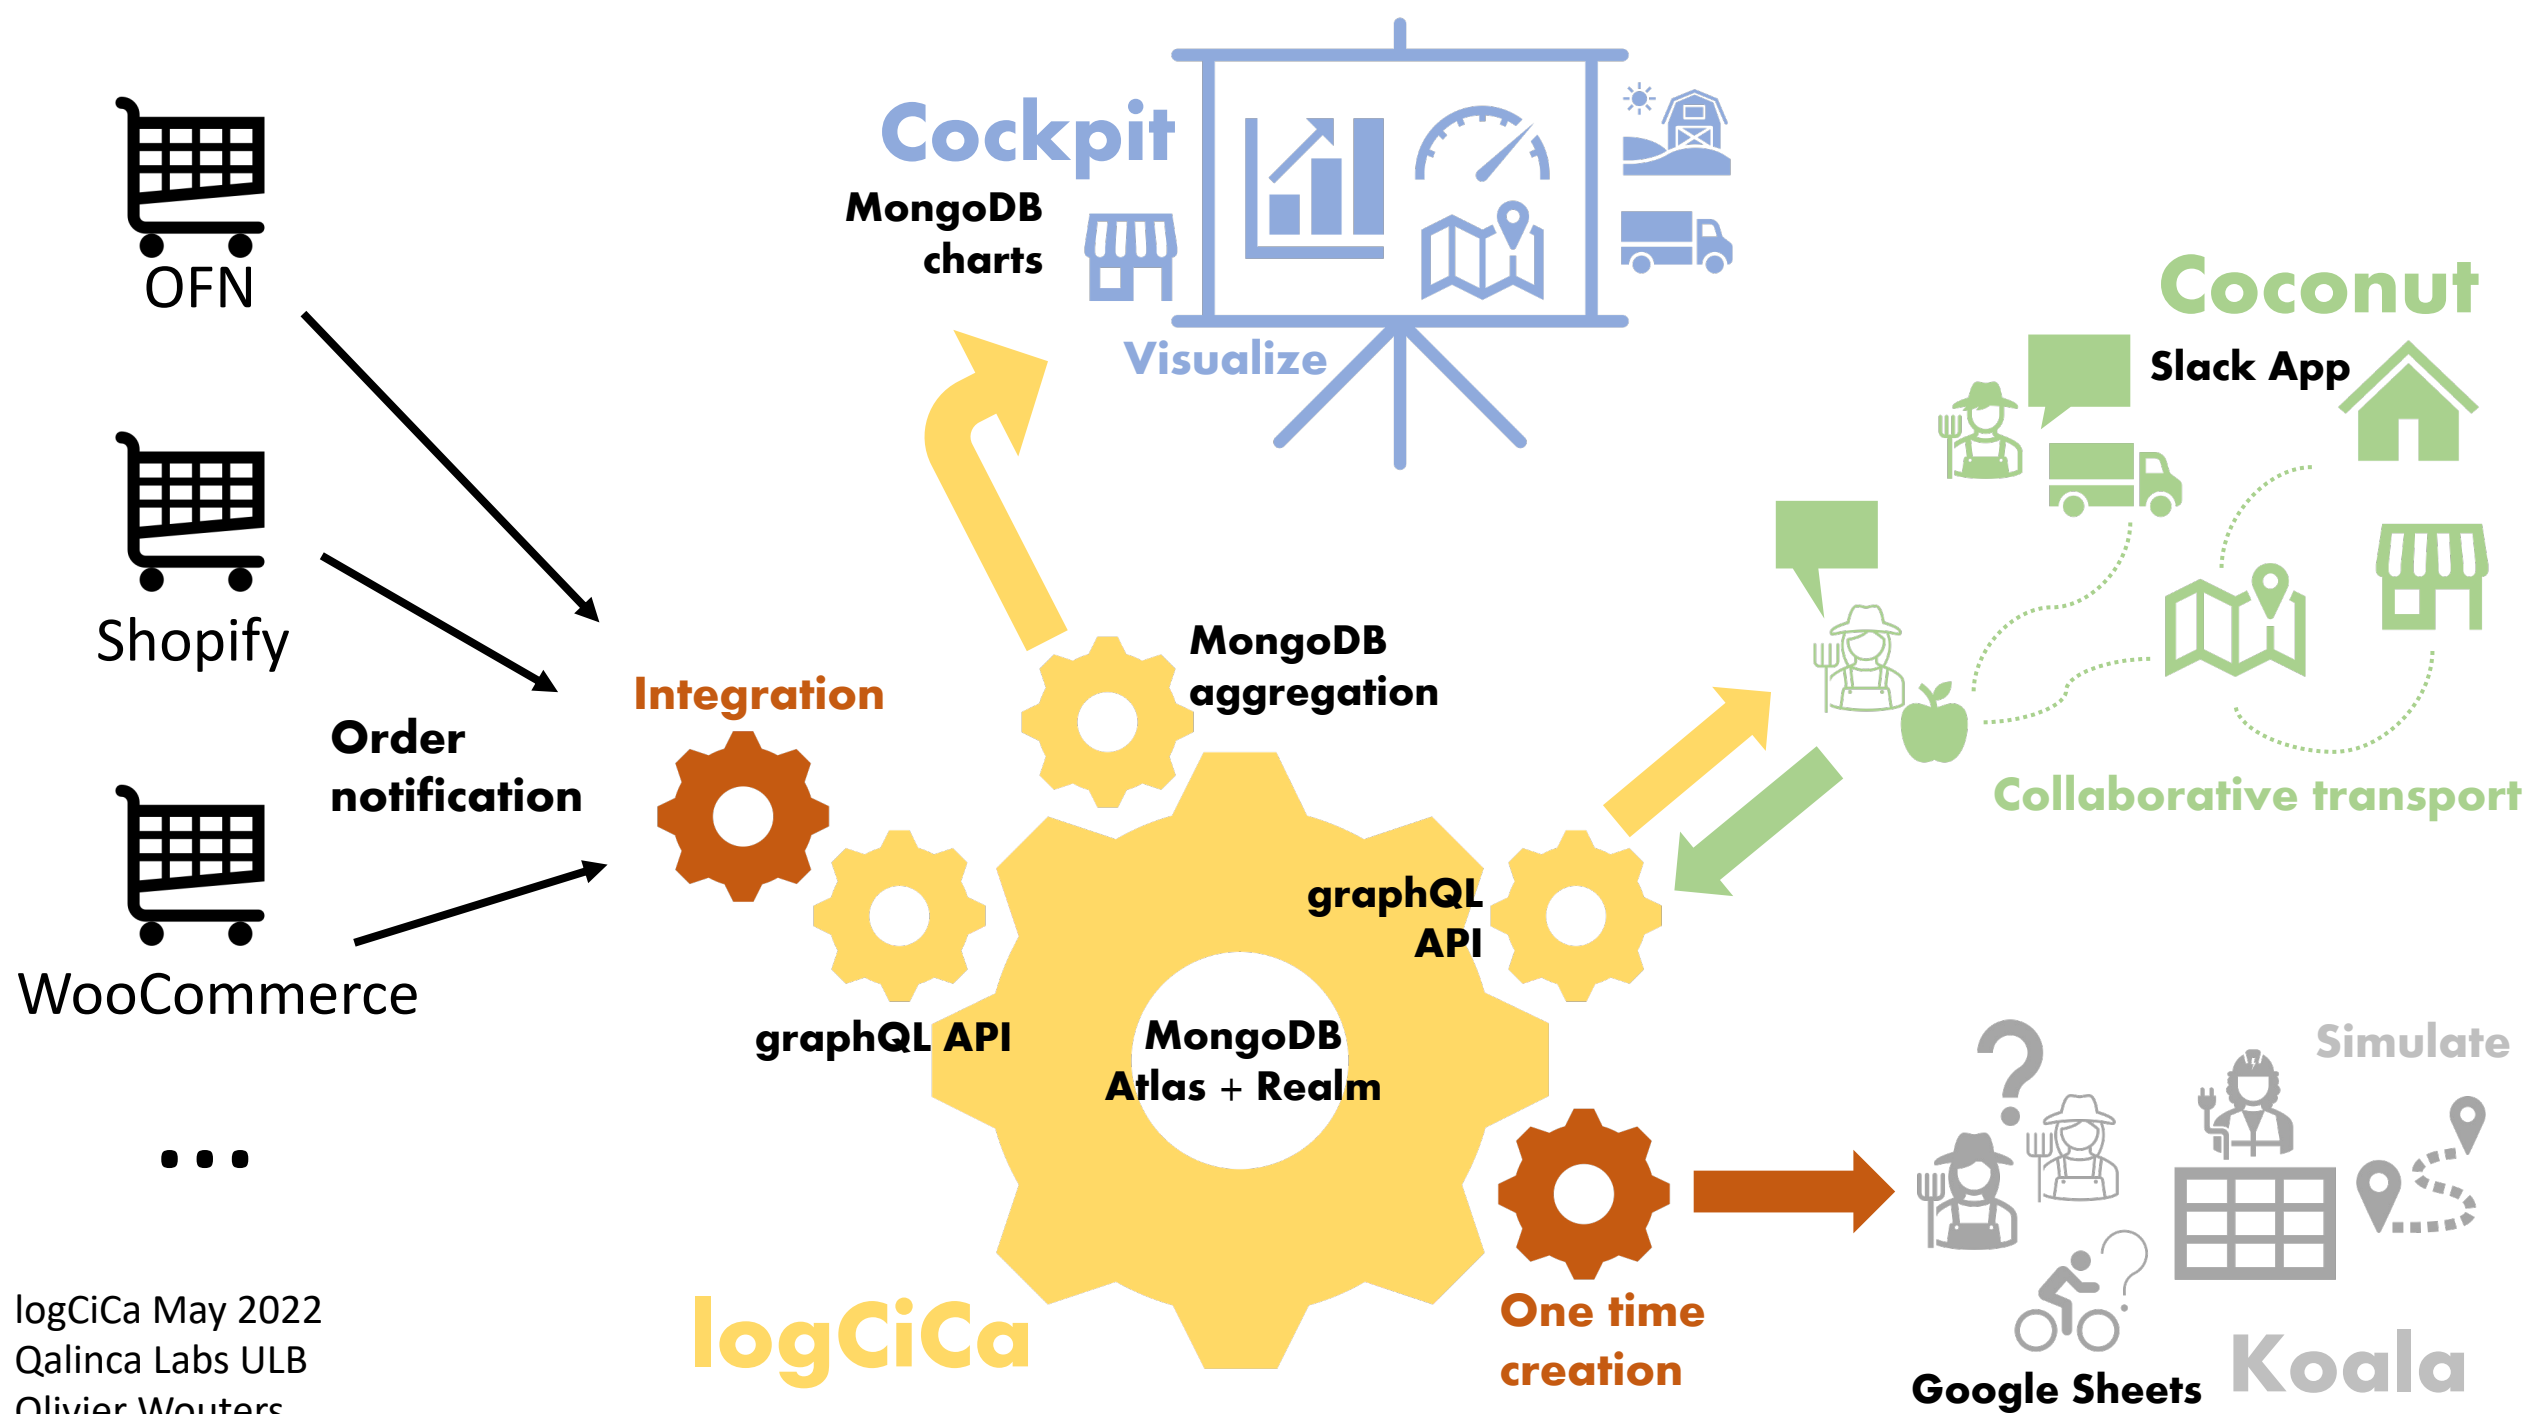 Cockpit
MongoDB
charts
Visualize
OFN
Shopify
WooCommerce
...
Order
notification
Integration
MongoDB
aggregation
graphQL API
graphQL
API
MongoDB
Atlas + Realm
logCiCa
Coconut
Slack App
Collaborative transport
One time
creation
Simulate
Google Sheets
Koala
logCiCa May 2022
Qalinca Labs ULB
Olivier Wouters